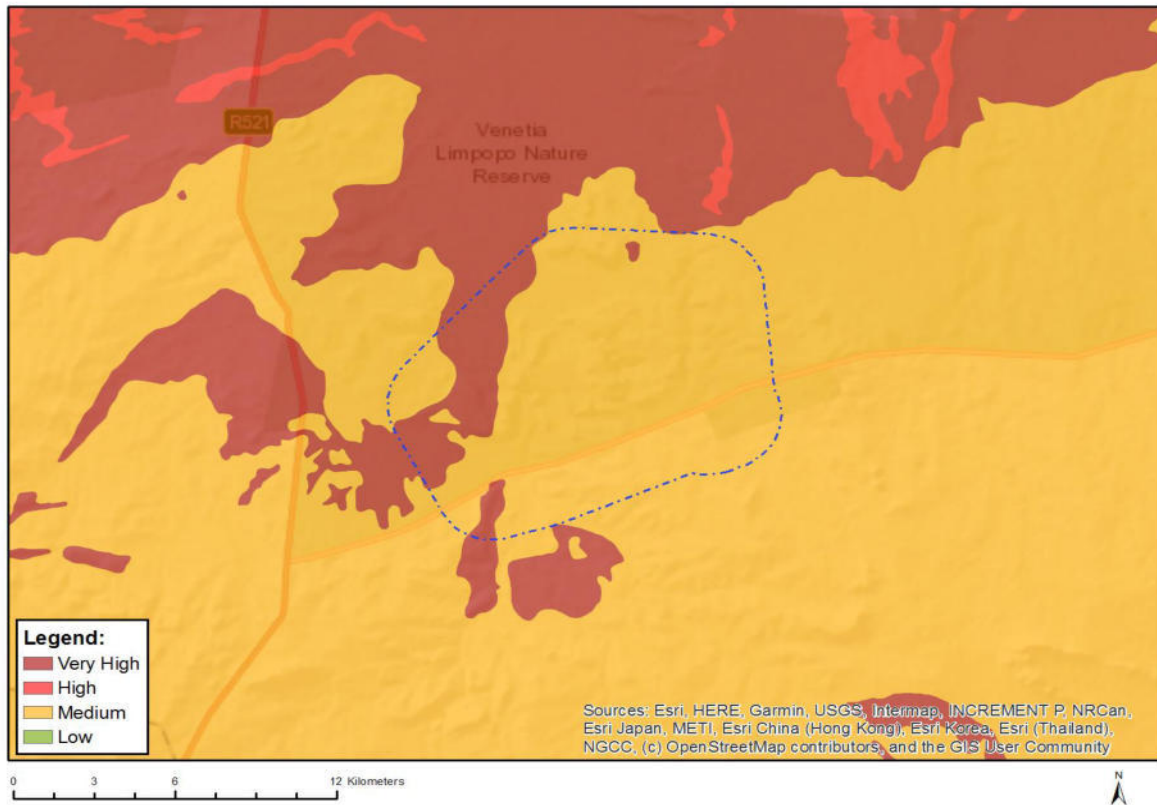 R521
Venetia
Limpopo Nature
Reserve
Legend:
Very High
High
Medium
Low
Sources: Esri, HERE, Garmin, USGS, Intermap, INCREMENT P, NRCan,
Esri Japan, METI, Esri China (Hong Kong), Esri Korea, Esri (Thailand),
NGCC, (c) OpenStreetMap contributors, and the GIS User Community
0 3 6 12 Kilometers
N